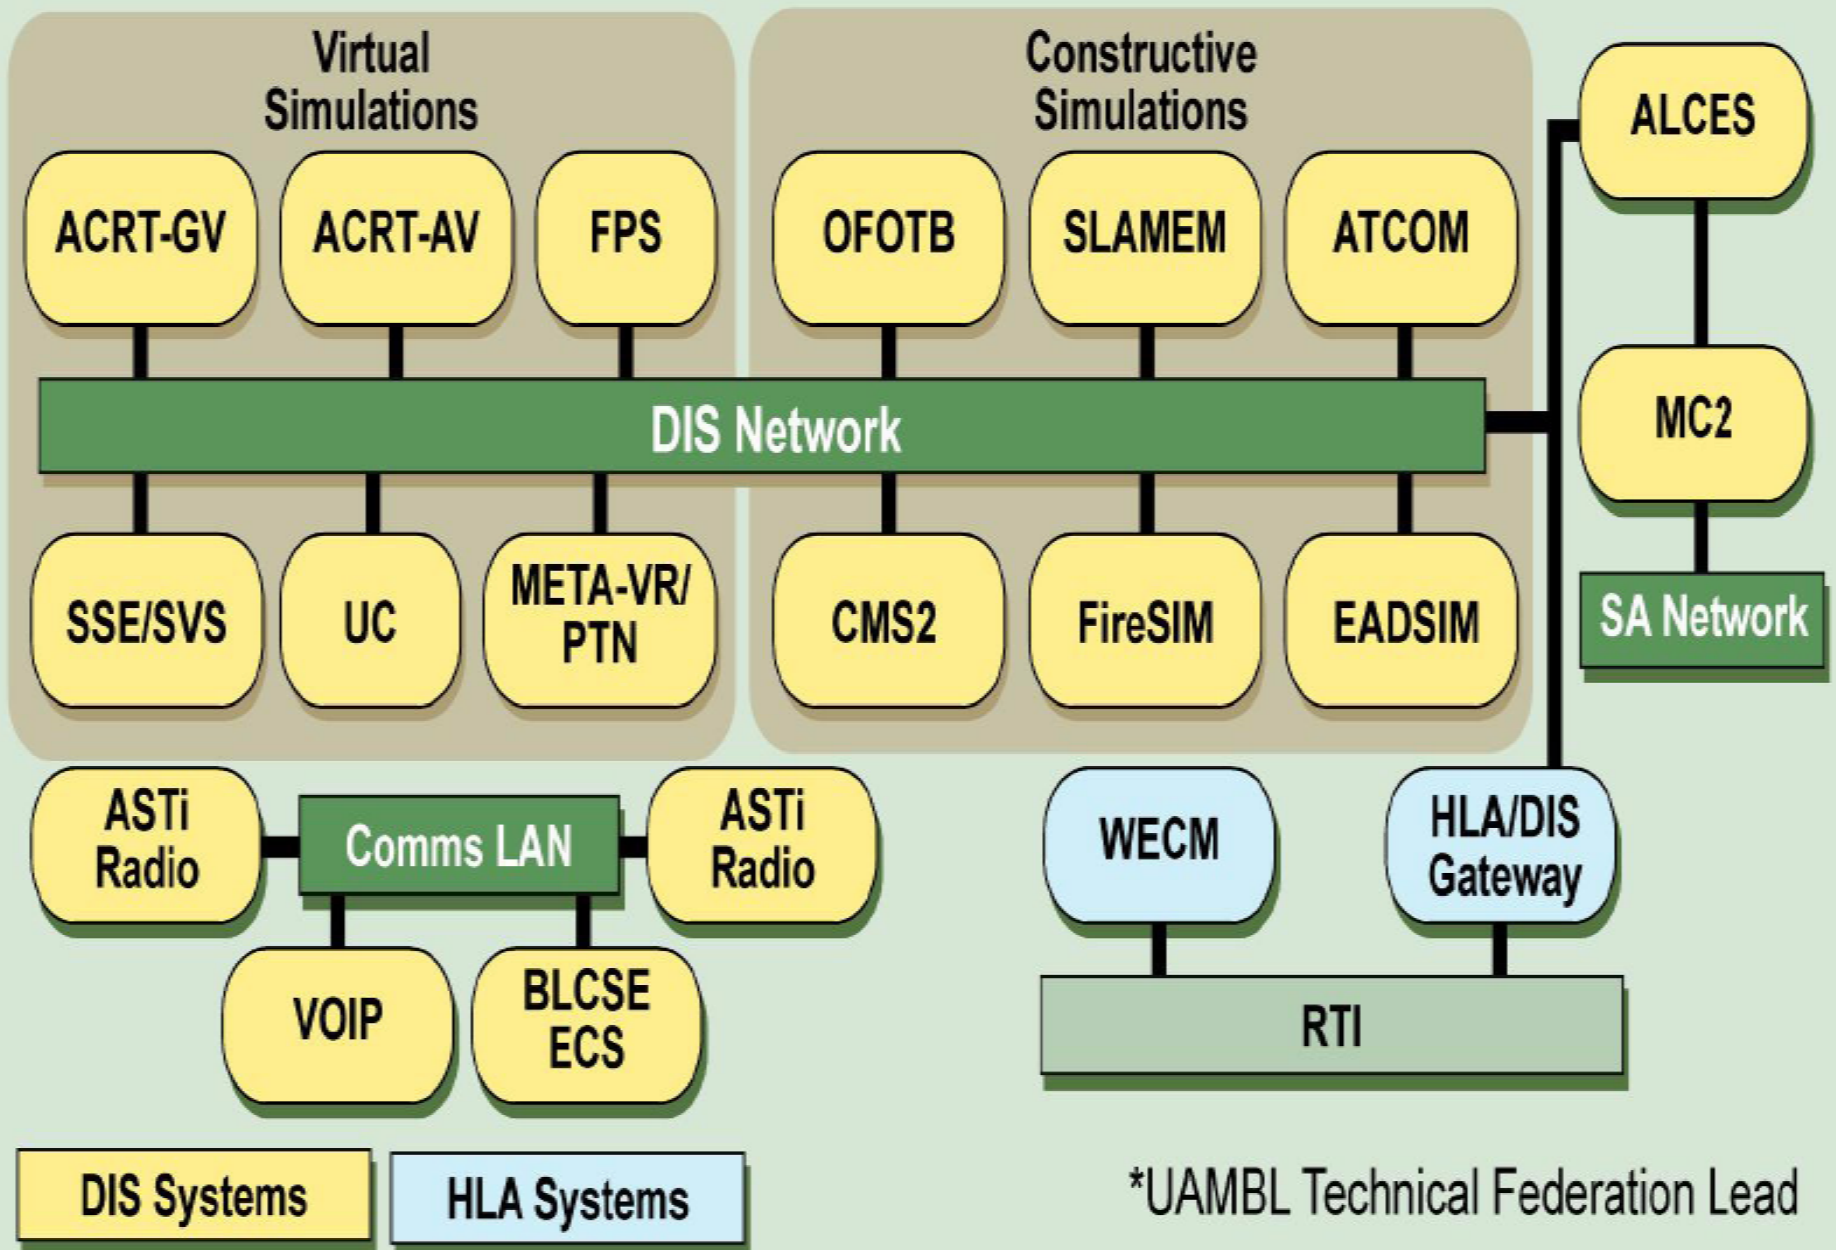 Virtual
Simulations
Constructive
Simulations
ALCES
ACRT-GV
ACRT-AV
FPS
OFOTB
SLAMEM
ATCOM
DIS Network
MC2
SSE/SVS
UC
META-VR/
PTN
CMS2
FireSIM
EADSIM
SA Network
ASTi
Radio
Comms LAN
ASTi
Radio
WECM
HLA/DIS
Gateway
VOIP
BLCSE
ECS
RTI
DIS Systems
HLA Systems
*UAMBL Technical Federation Lead